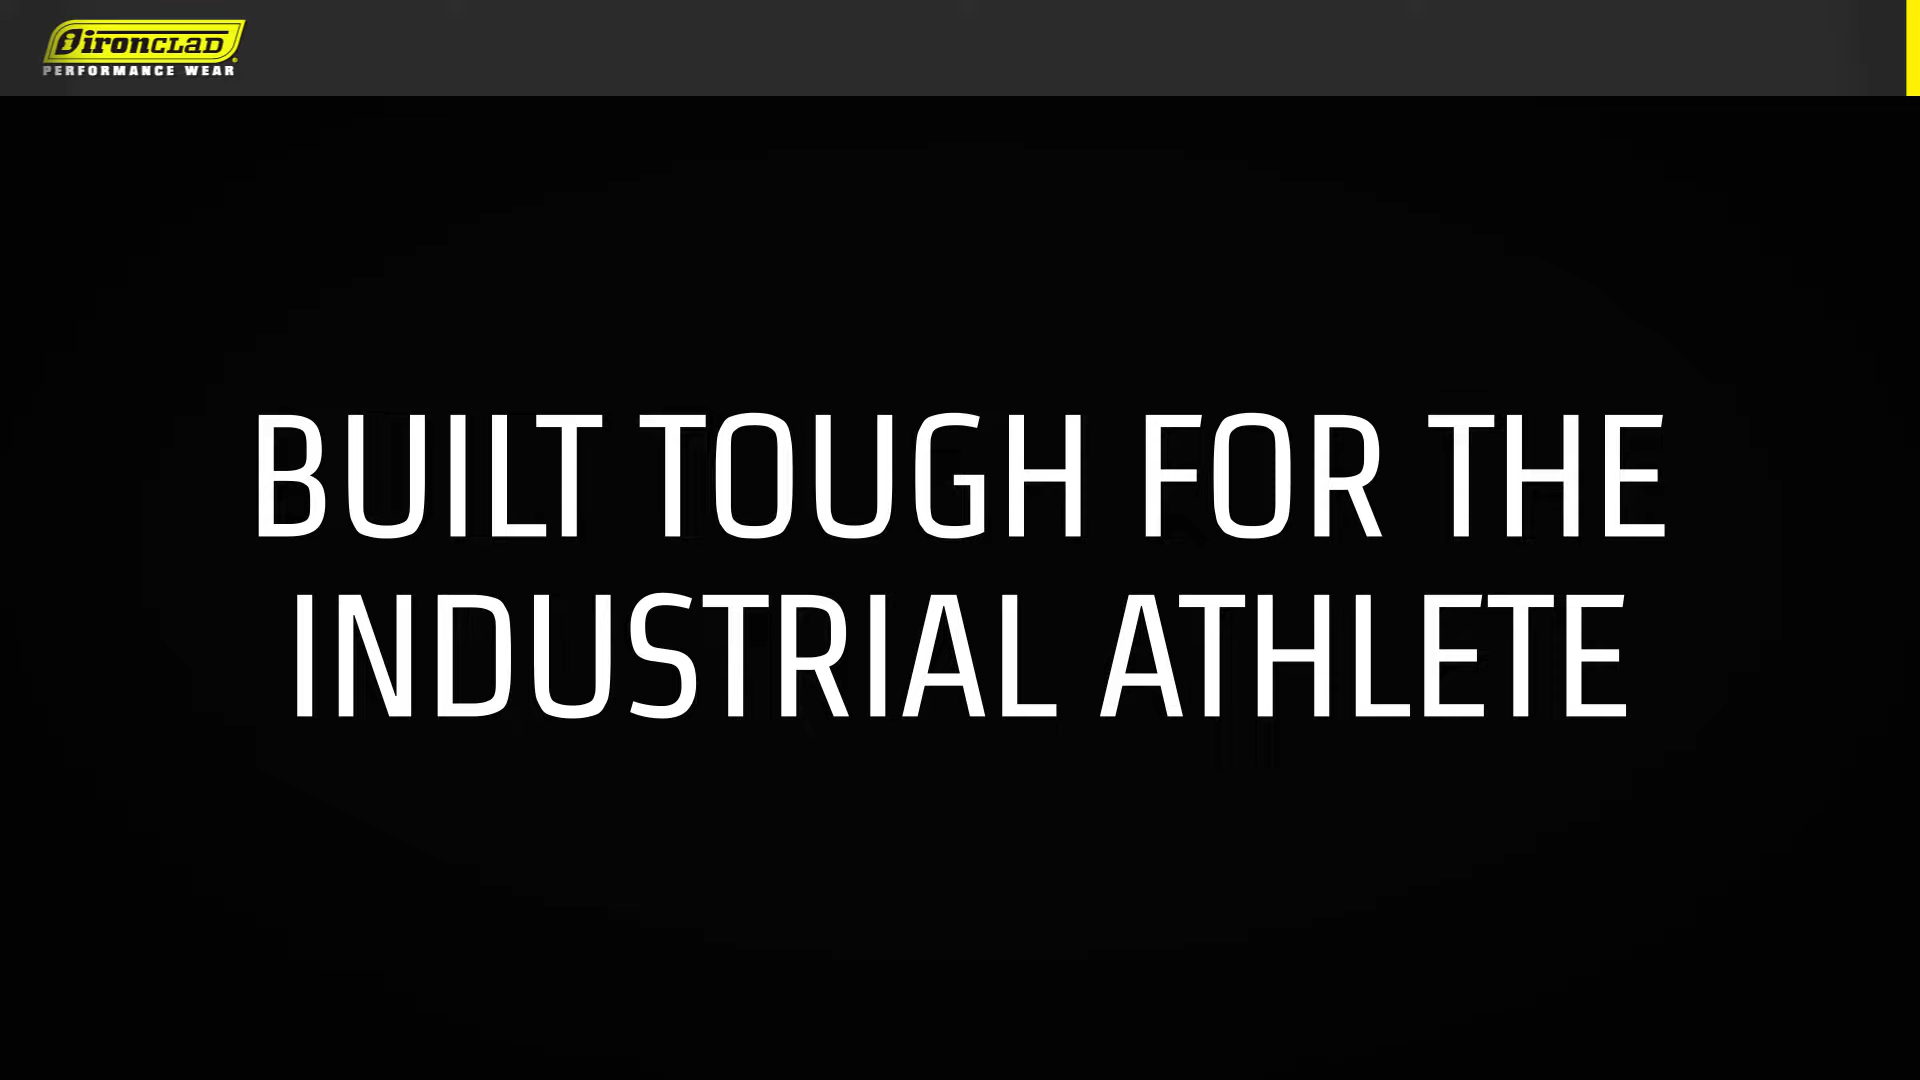 ironCLAD
PERFORMANCE WEAR
BUILT TOUGH FOR THE
INDUSTRIAL ATHLETE